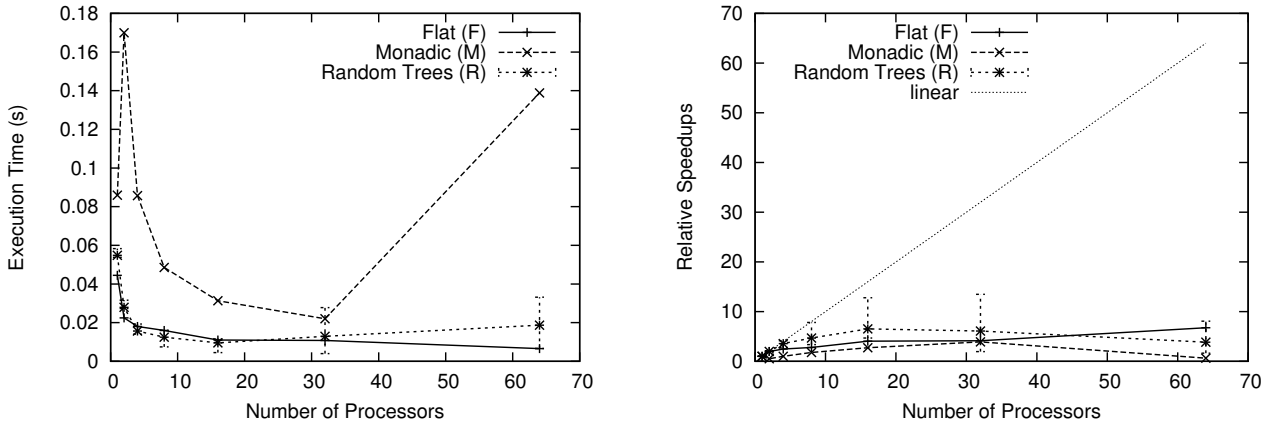 0.18
0.16
0.14
0.12
0.1
0.08
0.06
0.04
0.02
0
Execution Time (s)
Flat (F)
Monadic (M)
Random Trees (R)
0 10 20 30 40 50 60 70
Number of Processors
70
60
50
40
30
20
10
0
Relative Speedups
Flat (F)
Monadic (M)
Random Trees (R)
linear
0 10 20 30 40 50 60 70
Number of Processors